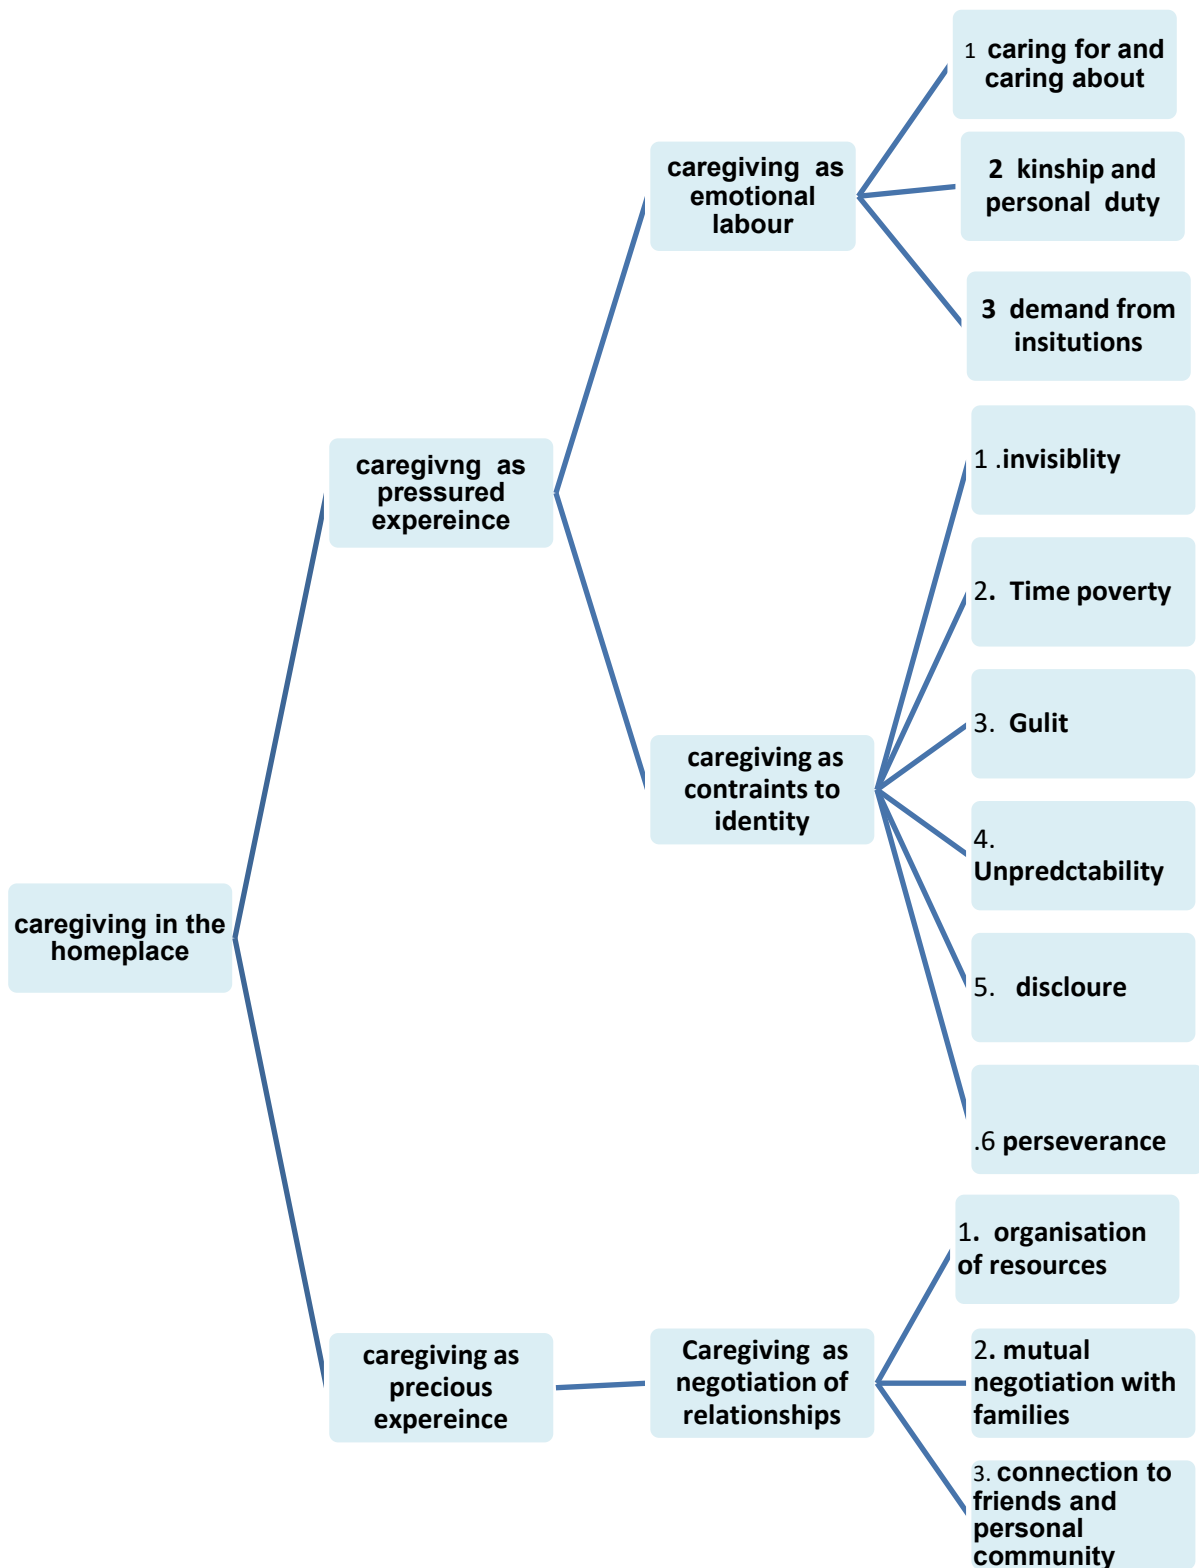 1 caring for and
caring about
caregiving as
emotional
labour
2 kinship and
personal duty
3 demand from
insitutions
caregivng as
pressured
expereince
1 .invisiblity
2. Time poverty
3. Gulit
caregiving as
contraints to
identity
4.
Unpredctability
caregiving in the
homeplace
5. discloure
.6 perseverance
1. organisation
of resources
caregiving as
precious
expereince
Caregiving as
negotiation of
relationships
2. mutual
negotiation with
families
3. connection to
friends and
personal
community